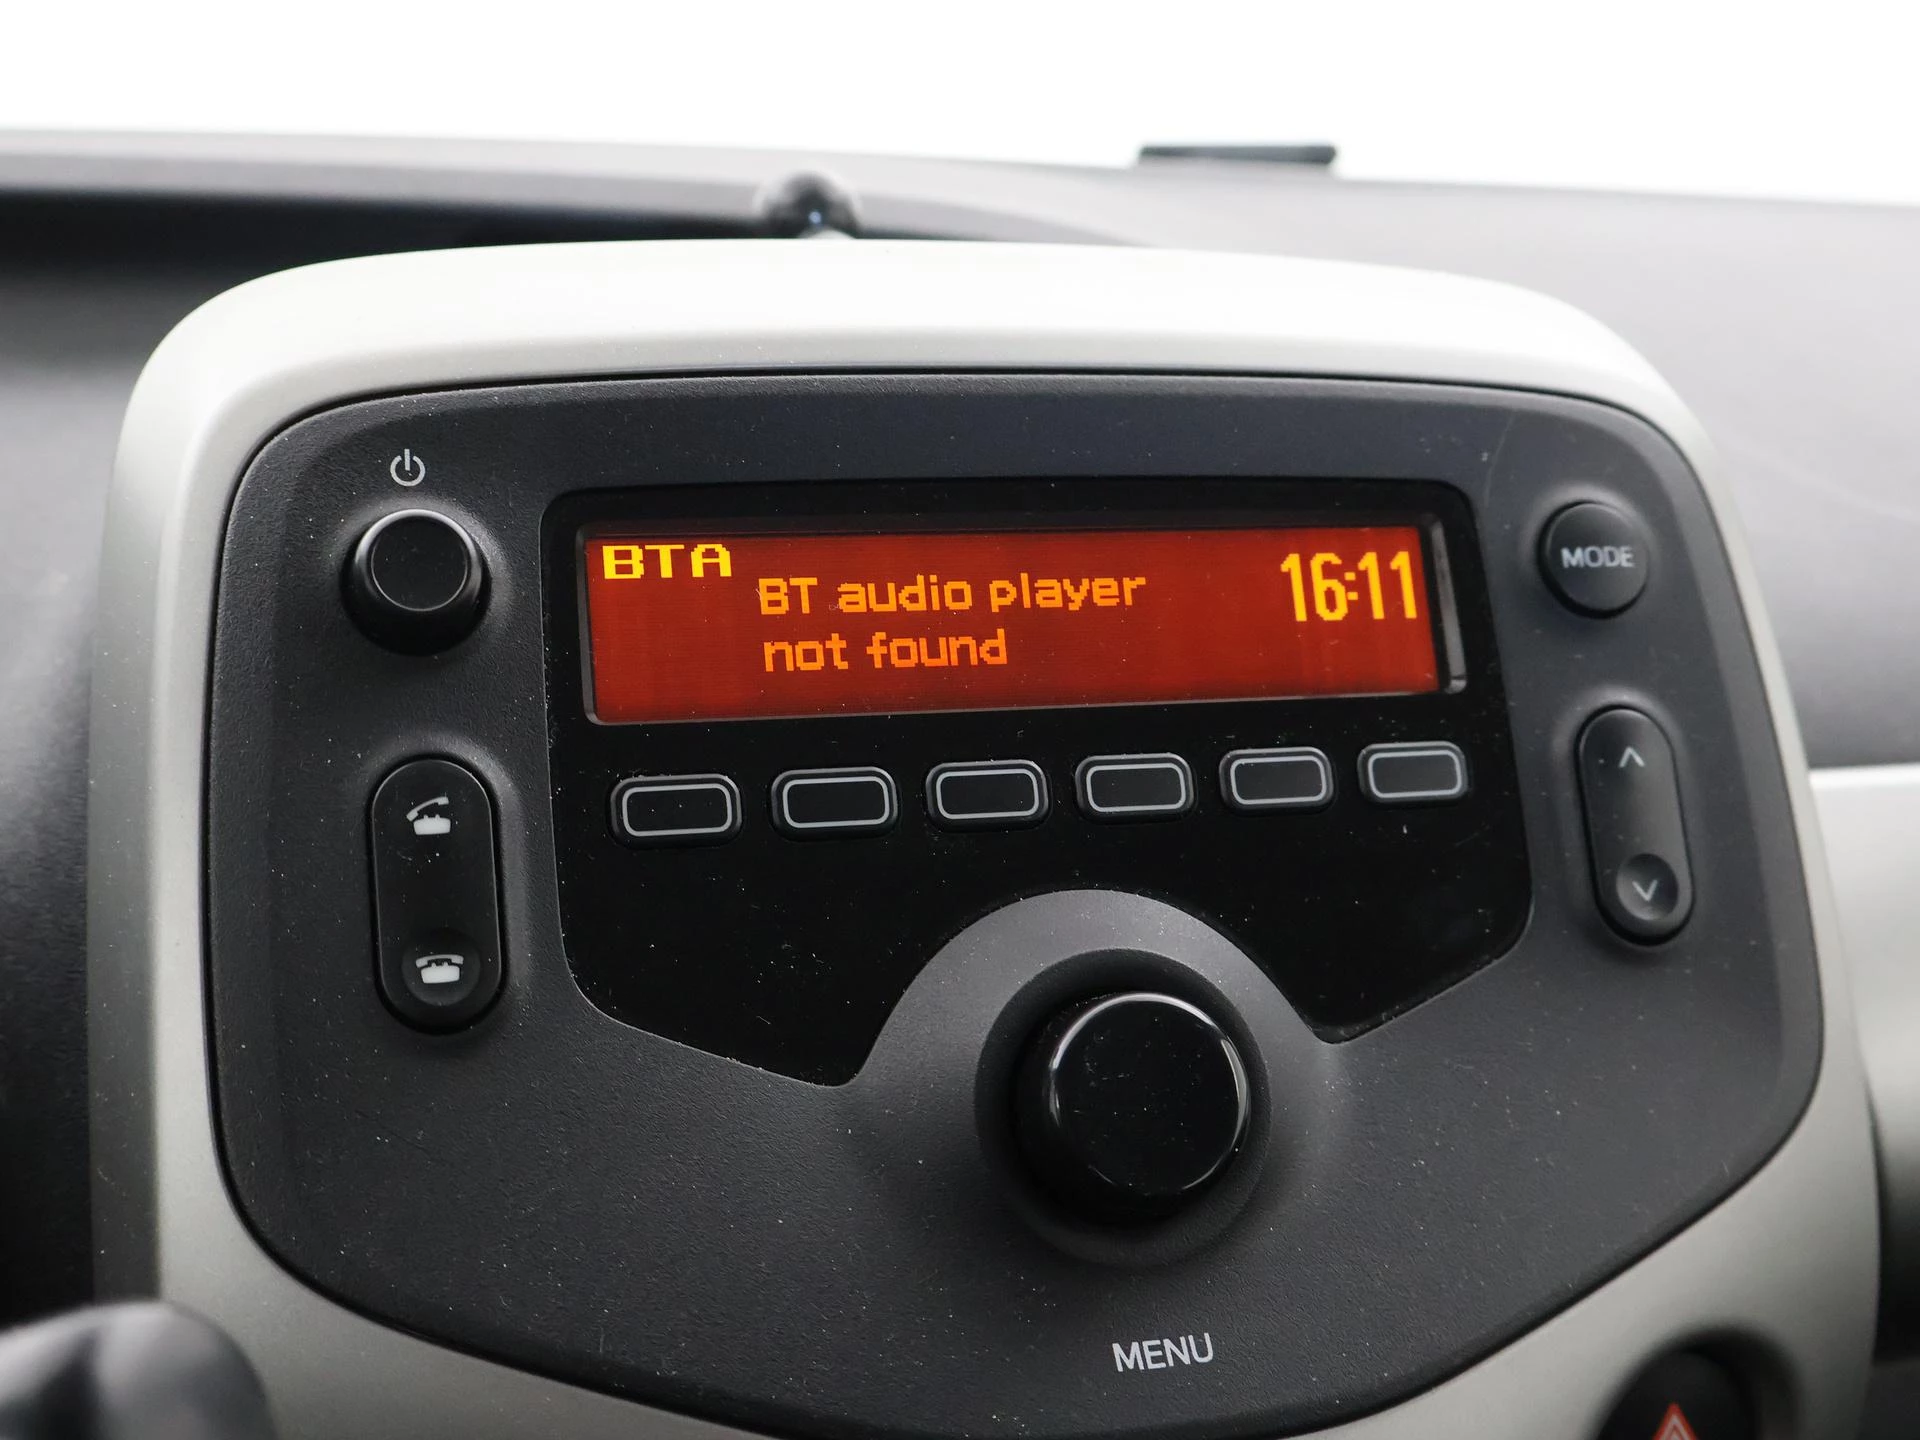 BTA
BT audio player
not found
16:11
MODE
MENU